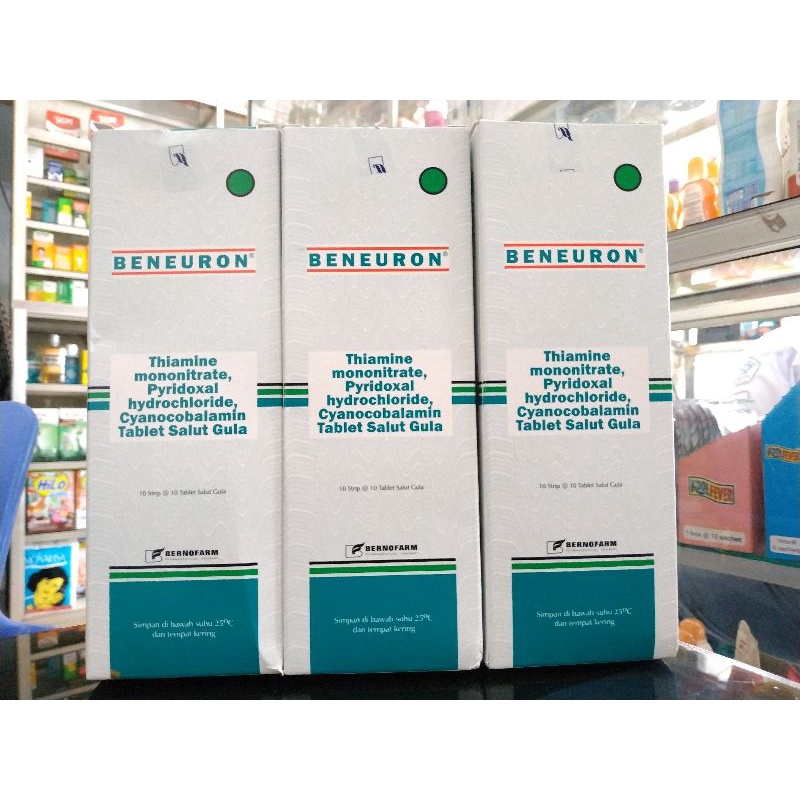 BENEURON®
Thiamine
mononitrate,
Pyridoxal
hydrochloride,
Cyanocobalamin
Tablet Salut Gula
10 Strip @ 10 Tablet Salut Gula
BERNOFARM
Simpan di bawah suhu 25°C
dan tempat kering
BENEURON®
Thiamine
mononitrate,
Pyridoxal
hydrochloride,
Cyanocobalamin
Tablet Salut Gula
10 Strip @ 10 Tablet Salut Gula
BERNOFARM
Simpan di bawah suhu 25°C
dan tempat kering
BENEURON®
Thiamine
mononitrate,
Pyridoxal
hydrochloride,
Cyanocobalamin
Tablet Salut Gula
10 Strip @ 10 Tablet Salut Gula
BERNOFARM
Simpan di bawah suhu 25°C
dan tempat kering
HiLo